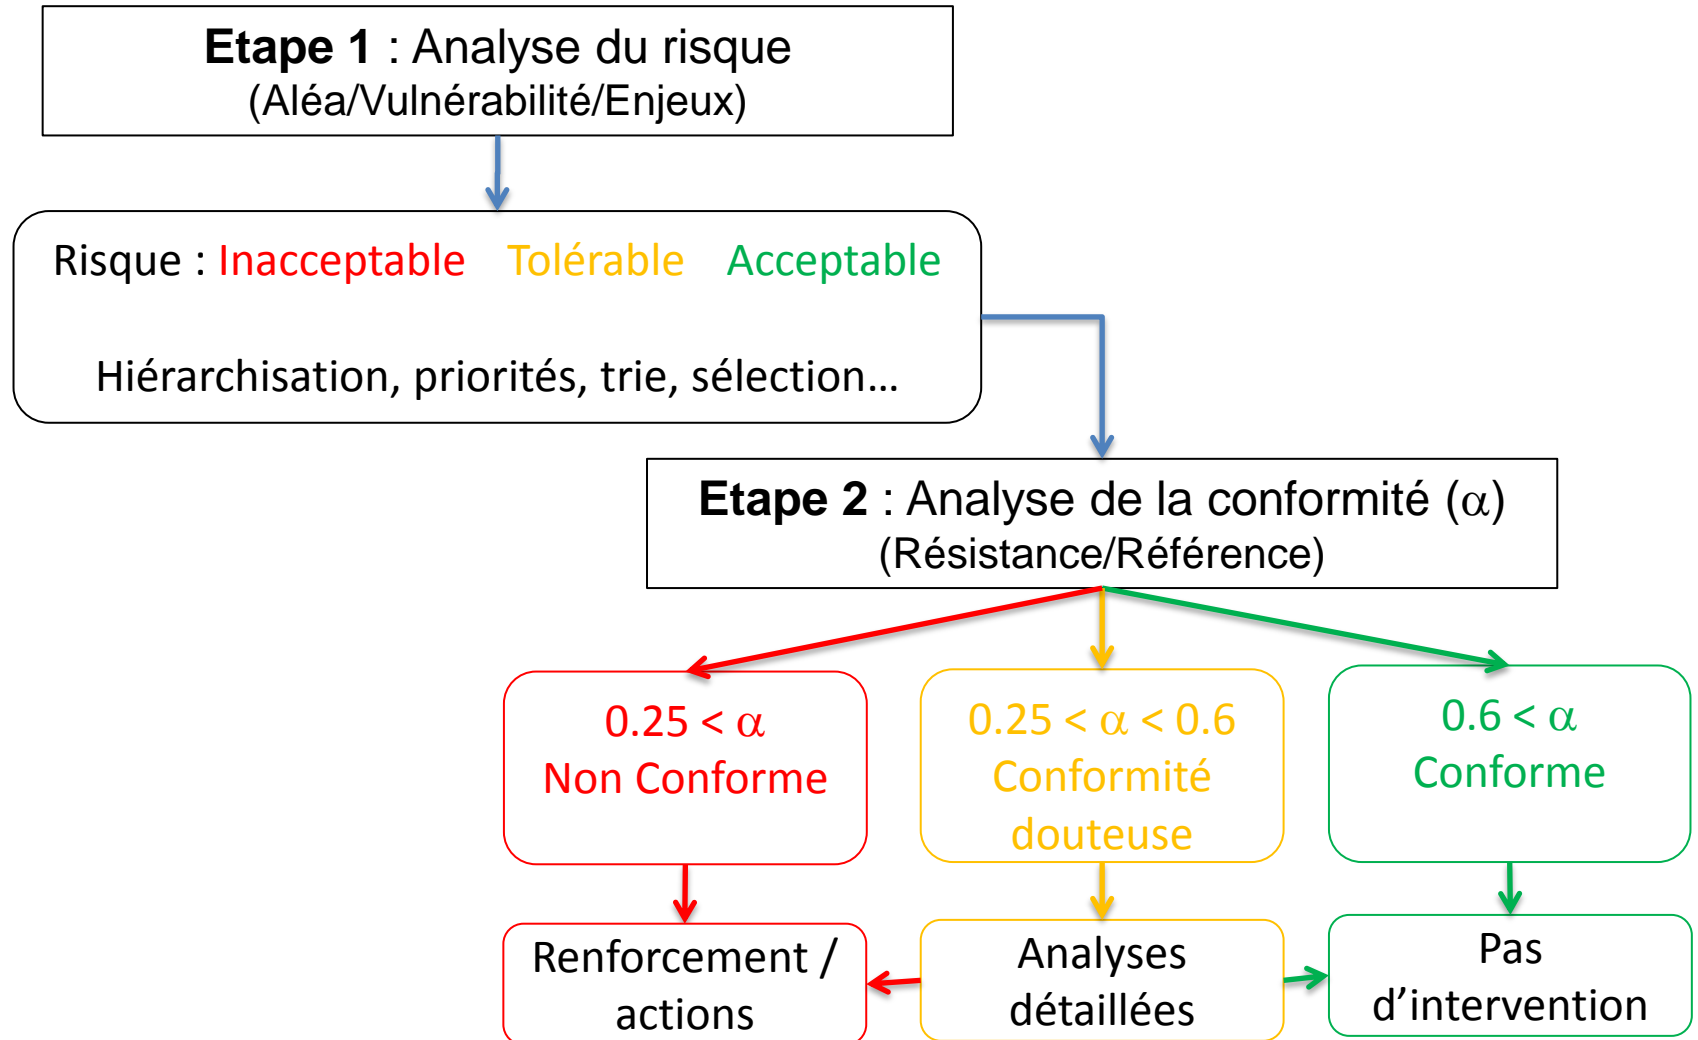 Etape 1 : Analyse du risque
(Aléa/Vulnérabilité/Enjeux)
Risque : Inacceptable Tolérable Acceptable
Hiérarchisation, priorités, trie, sélection…
Etape 2 : Analyse de la conformité (α)
(Résistance/Référence)
0.25 < α
Non Conforme
0.25 < α < 0.6
Conformité
douteuse
0.6 < α
Conforme
Renforcement /
actions
Analyses
détaillées
Pas
d’intervention